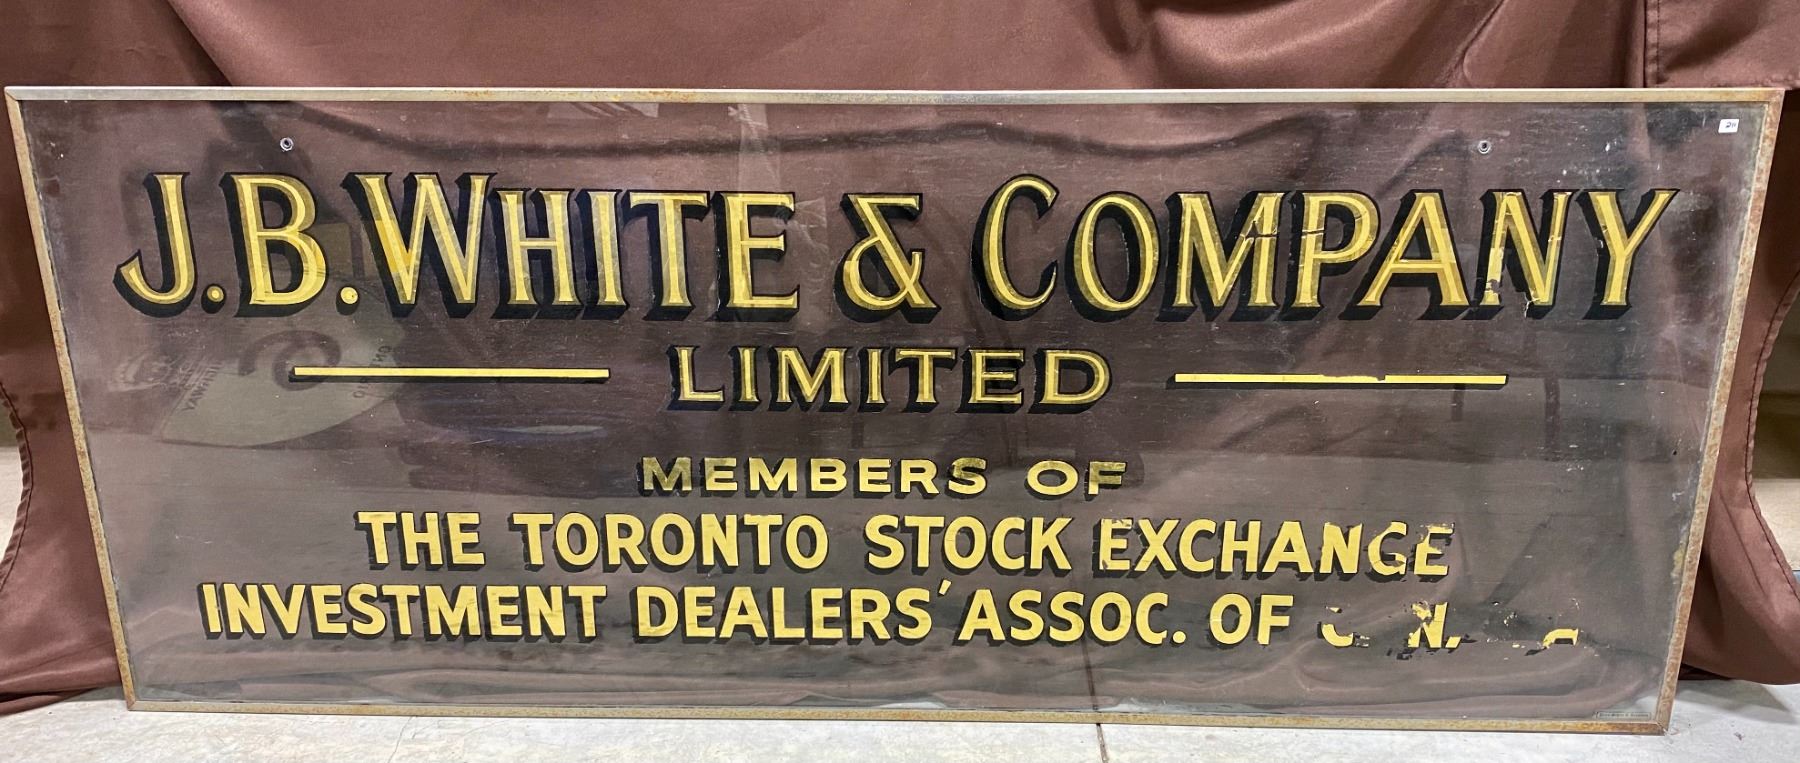 J.B. WHITE & COMPANY
LIMITED
MEMBERS OF
THE TORONTO STOCK EXCHANGE
INVESTMENT DEALERS' ASSOC. OF